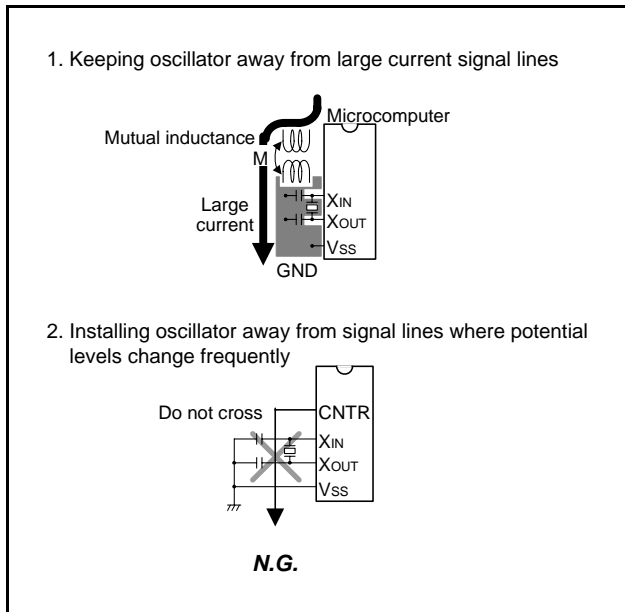 1. Keeping oscillator away from large current signal lines
Microcomputer
Mutual inductance
M
Large
current
XIN
XOUT
VSS
GND
2. Installing oscillator away from signal lines where potential
levels change frequently
Do not cross
CNTR
XIN
XOUT
VSS
N.G.